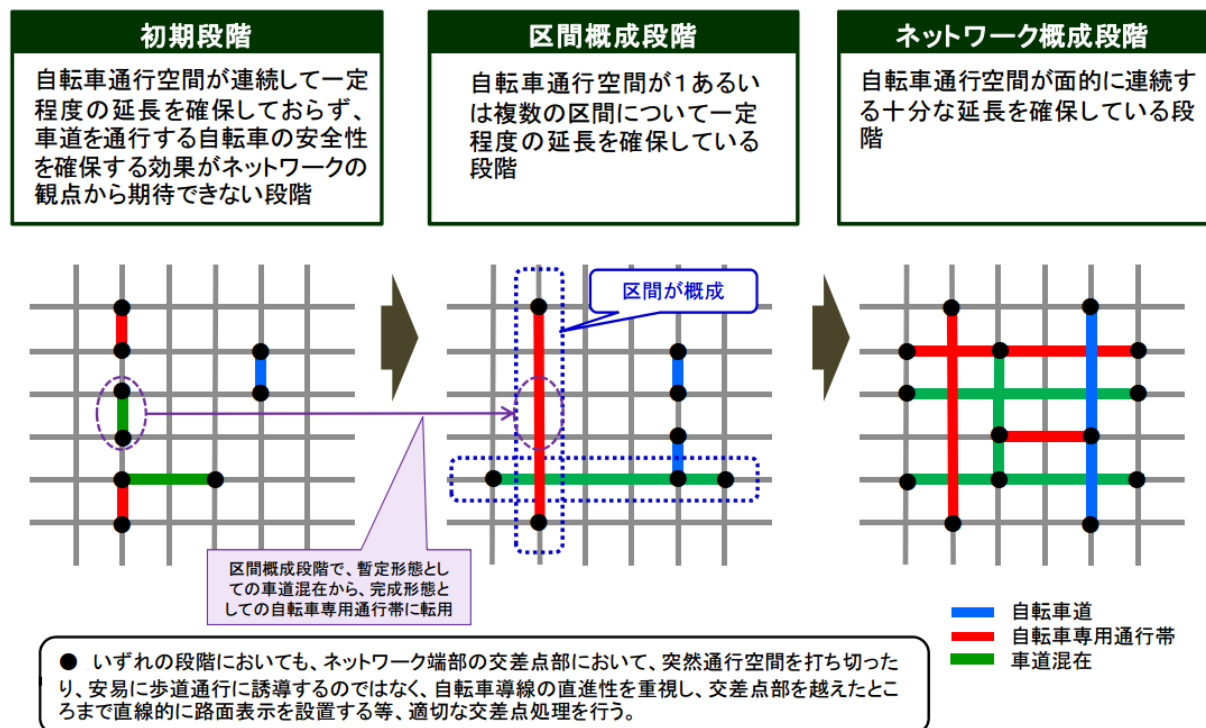 初期段階
自転車通行空間が連続して一定
程度の延長を確保しておらず、
車道を通行する自転車の安全性
を確保する効果がネットワークの
観点から期待できない段階
区間概成段階
自転車通行空間が1あるい
は複数の区間について一定
程度の延長を確保している
段階
ネットワーク概成段階
自転車通行空間が面的に連続す
る十分な延長を確保している段
階
区間が概成
区間概成段階で、暫定形態とし
ての車道混在から、完成形態と
しての自転車専用通行帯に転用
自転車道
自転車専用通行帯
車道混在
● いずれの段階においても、ネットワーク端部の交差点部において、突然通行空間を打ち切った
り、安易に歩道通行に誘導するのではなく、自転車導線の直進性を重視し、交差点部を越えたとこ
ろまで直線的に路面表示を設置する等、適切な交差点処理を行う。